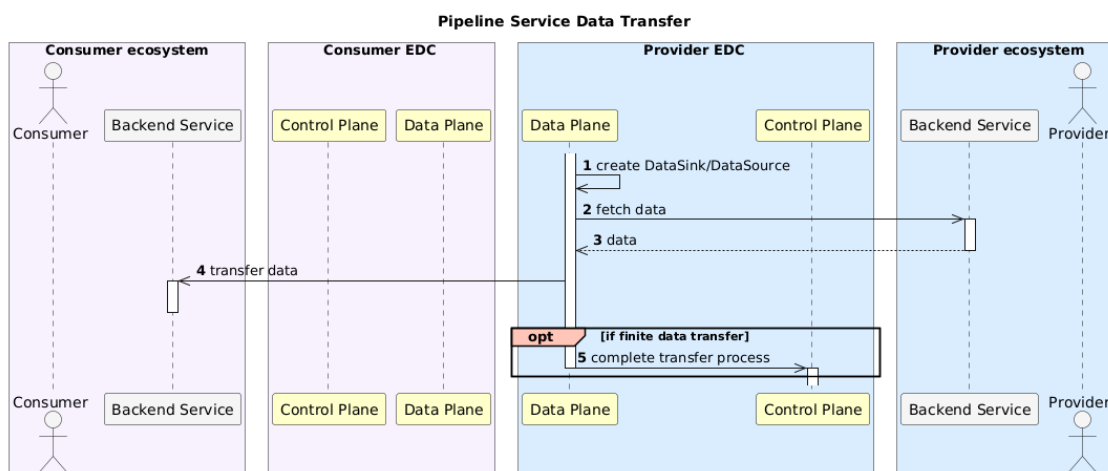 Pipeline Service Data Transfer
Consumer ecosystem
Consumer EDC
Provider EDC
Provider ecosystem
Consumer
Backend Service
Control Plane
Data Plane
Data Plane
Control Plane
Backend Service
Provider
1 create DataSink/DataSource
2 fetch data
3 data
4 transfer data
opt
[if finite data transfer]
5 complete transfer process
Consumer
Backend Service
Control Plane
Data Plane
Data Plane
Control Plane
Backend Service
Provider